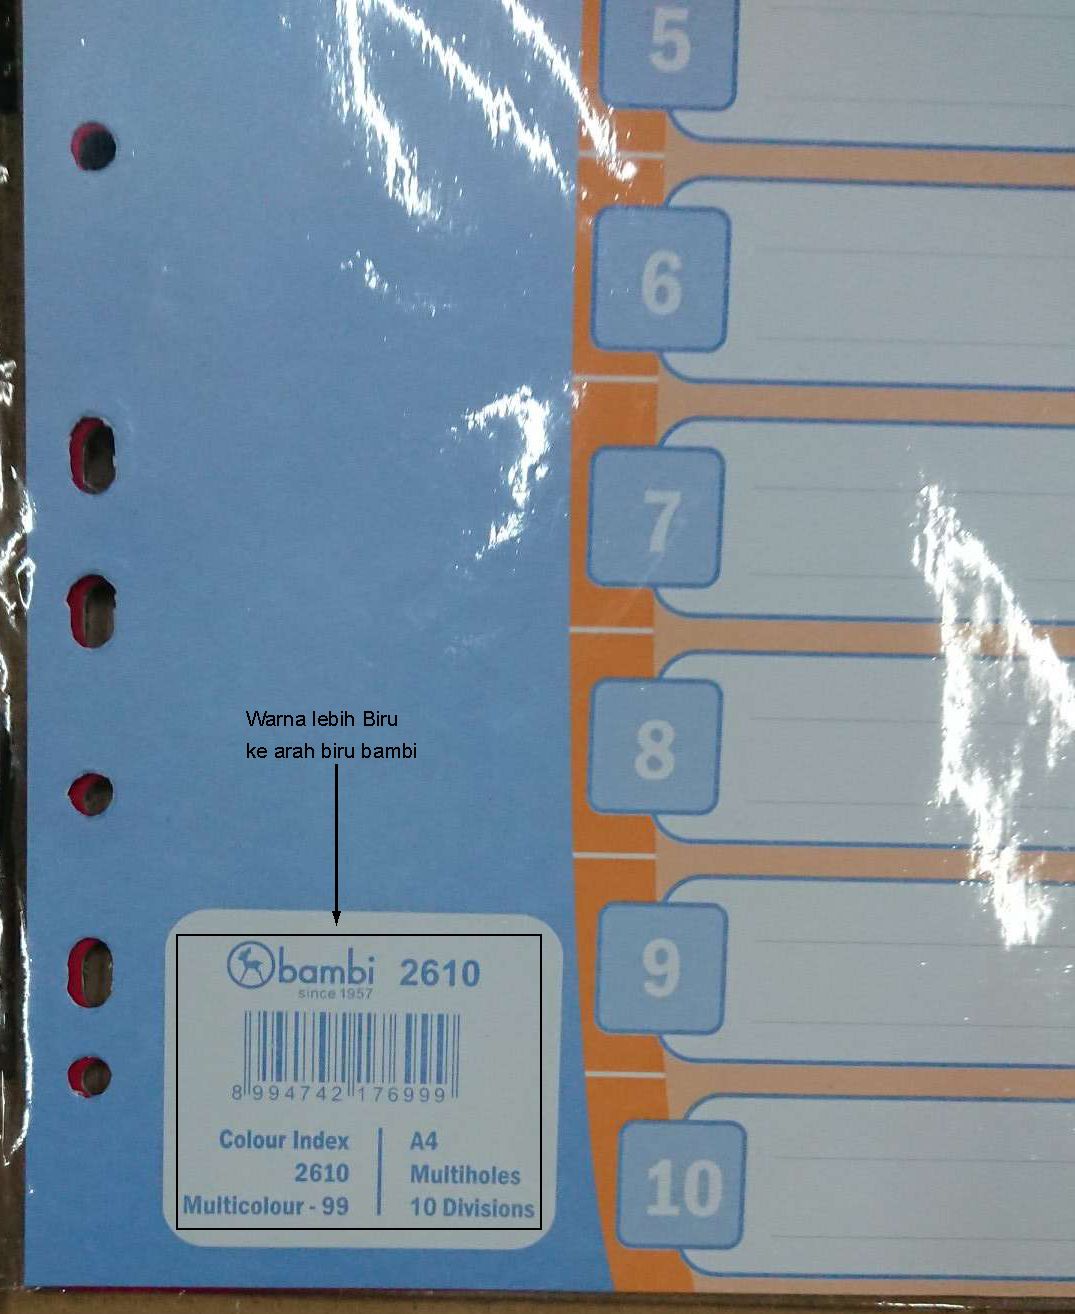 5
6
7
8
9
10
Warna lebih Biru
ke arah biru bambi
bambi 2610
since 1957
8 994742 176999
Colour Index
2610
Multicolour - 99
A4
Multiholes
10 Divisions